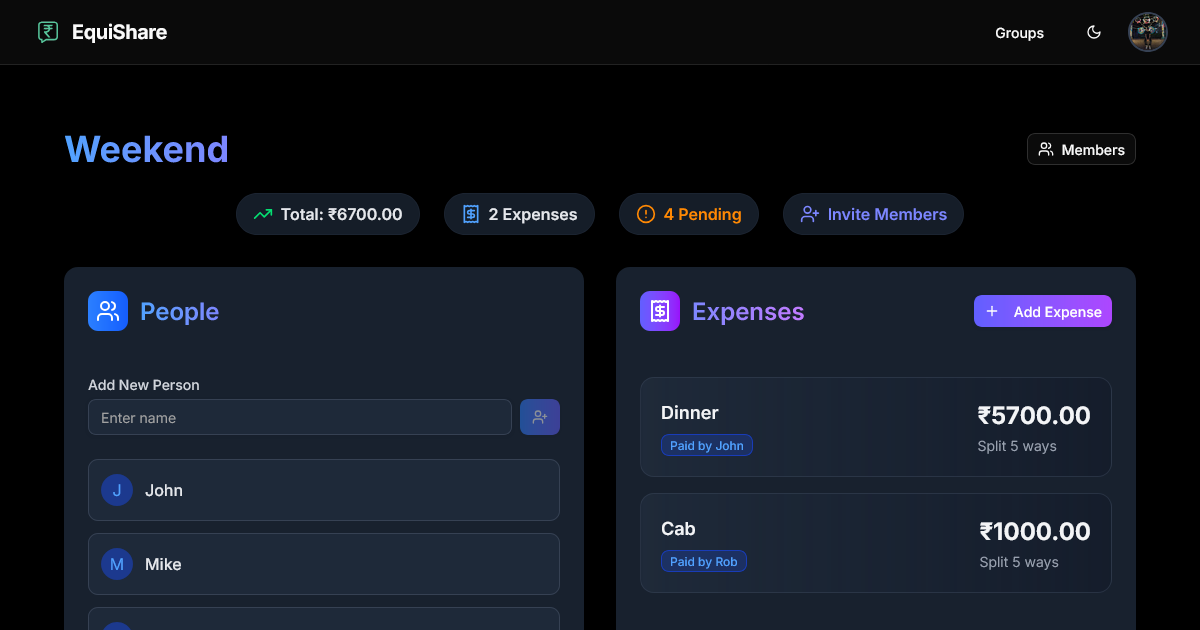 EquiShare
Groups
Weekend
Members
Total: ₹6700.00
2 Expenses
4 Pending
Invite Members
People
Add New Person
Enter name
J
John
M
Mike
Expenses
Add Expense
Dinner
₹5700.00
Paid by John
Split 5 ways
Cab
₹1000.00
Paid by Rob
Split 5 ways